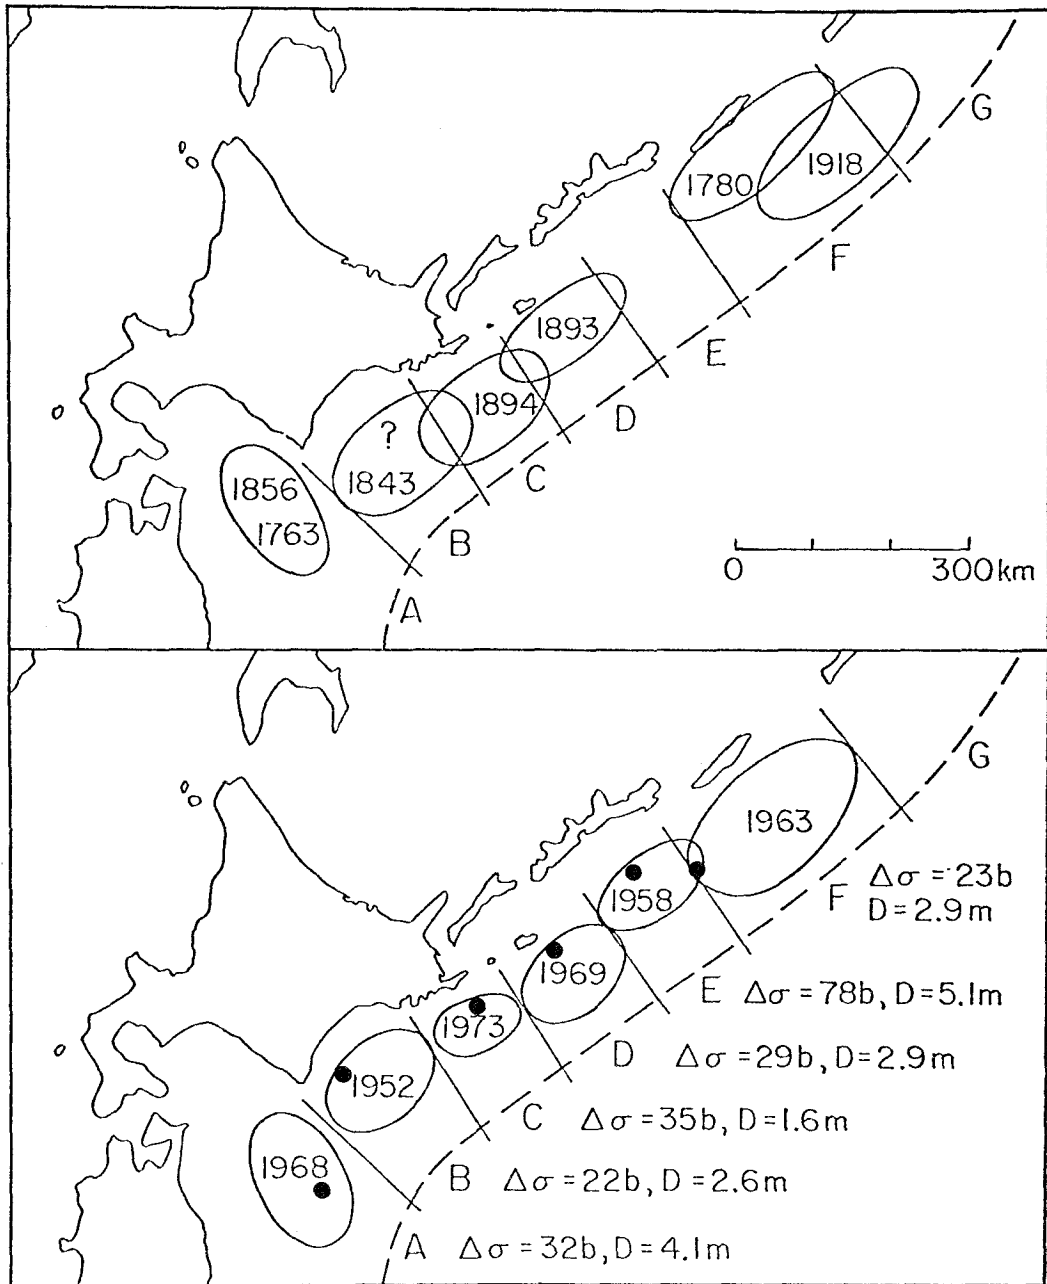 G
1780
1918
F
1893
E
1894
D
?
1843
C
1856
1763
B
A
0 300km
G
1963
F Δσ = 23b
D = 2.9m
1958
1969
E Δσ = 78b, D = 5.1m
1973
D Δσ = 29b, D = 2.9m
1952
C Δσ = 35b, D = 1.6m
1968
B Δσ = 22b, D = 2.6m
A Δσ = 32b, D = 4.1m